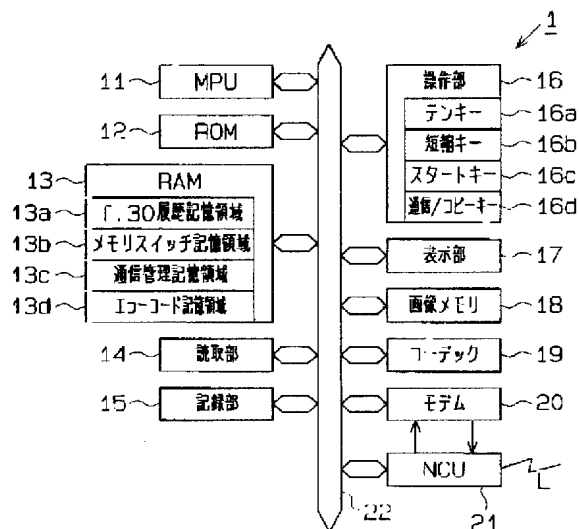 1
11
MPU
12
ROM
13
RAM
13a
T.30履歴記憶領域
13b
メモリスイッチ記憶領域
13c
通信管理記憶領域
13d
エラーコード記憶領域
14
読取部
15
記録部
操作部
16
テンキー
16a
短縮キー
16b
スタートキー
16c
通信/コピーキー
16d
表示部
17
画像メモリ
18
コーデック
19
モデム
20
NCU
L
21
22